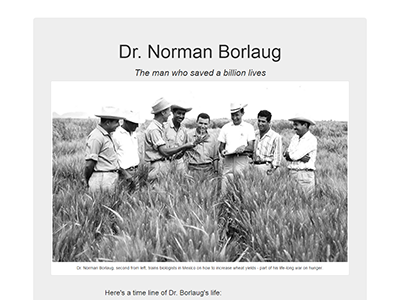 Dr. Norman Borlaug
The man who saved a billion lives
Dr. Norman Borlaug, second from left, trains biologists in Mexico on how to increase wheat yields - part of his life-long war on hunger.
Here's a time line of Dr. Borlaug's life: